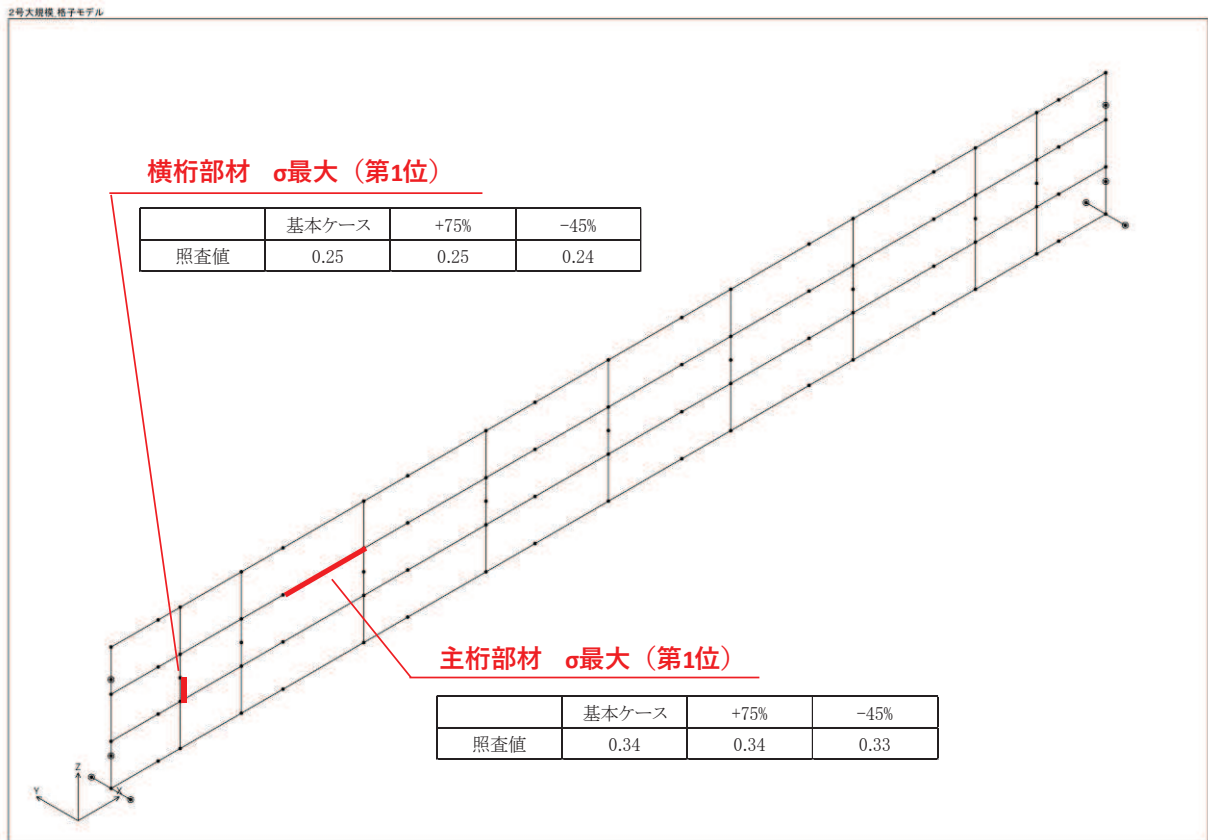 2号大規模_格子モデル
横桁部材 σ最大(第1位)
基本ケース +75% -45%
照査値 0.25 0.25 0.24
主桁部材 σ最大(第1位)
基本ケース +75% -45%
照査値 0.34 0.34 0.33
Z
Y X